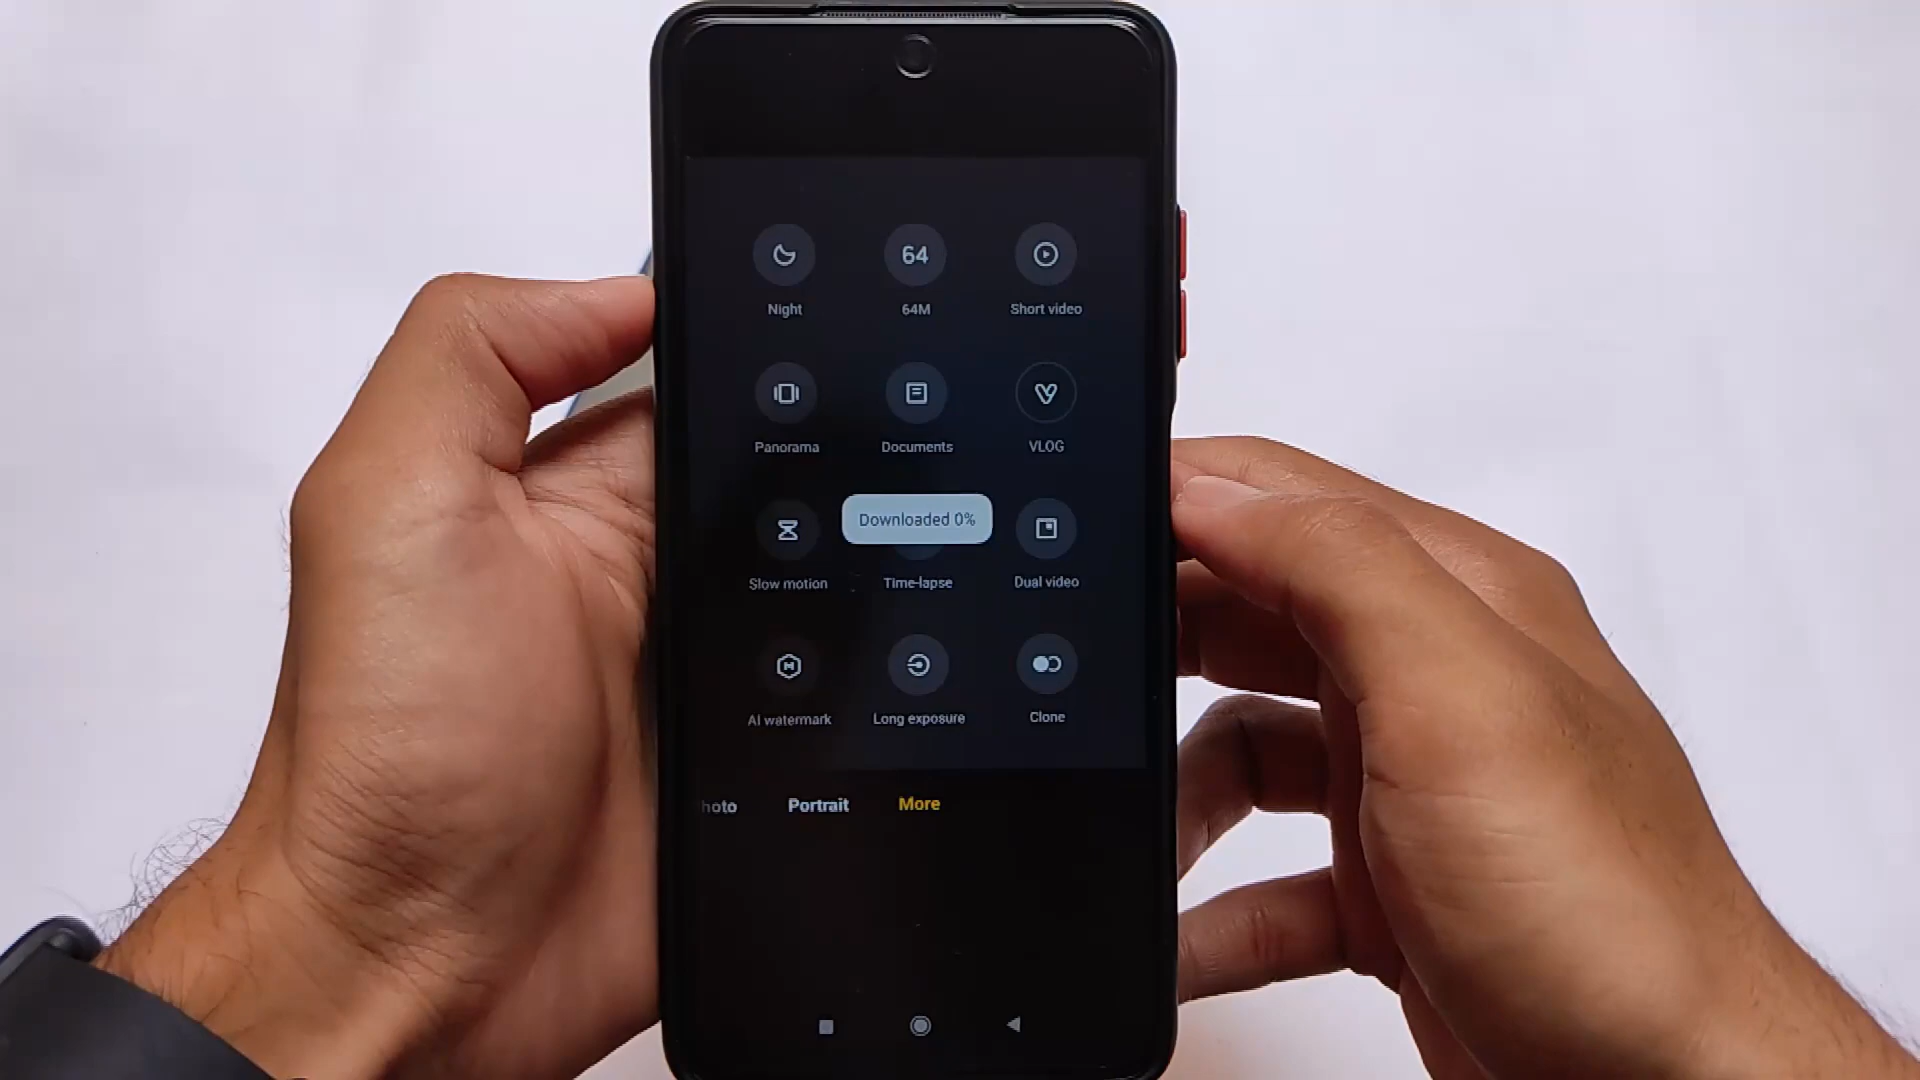 64
Night
64M
Short video
Panorama
Documents
VLOG
Downloaded 0%
Slow motion
Time-lapse
Dual video
AI watermark
Long exposure
Clone
hoto
Portrait
More